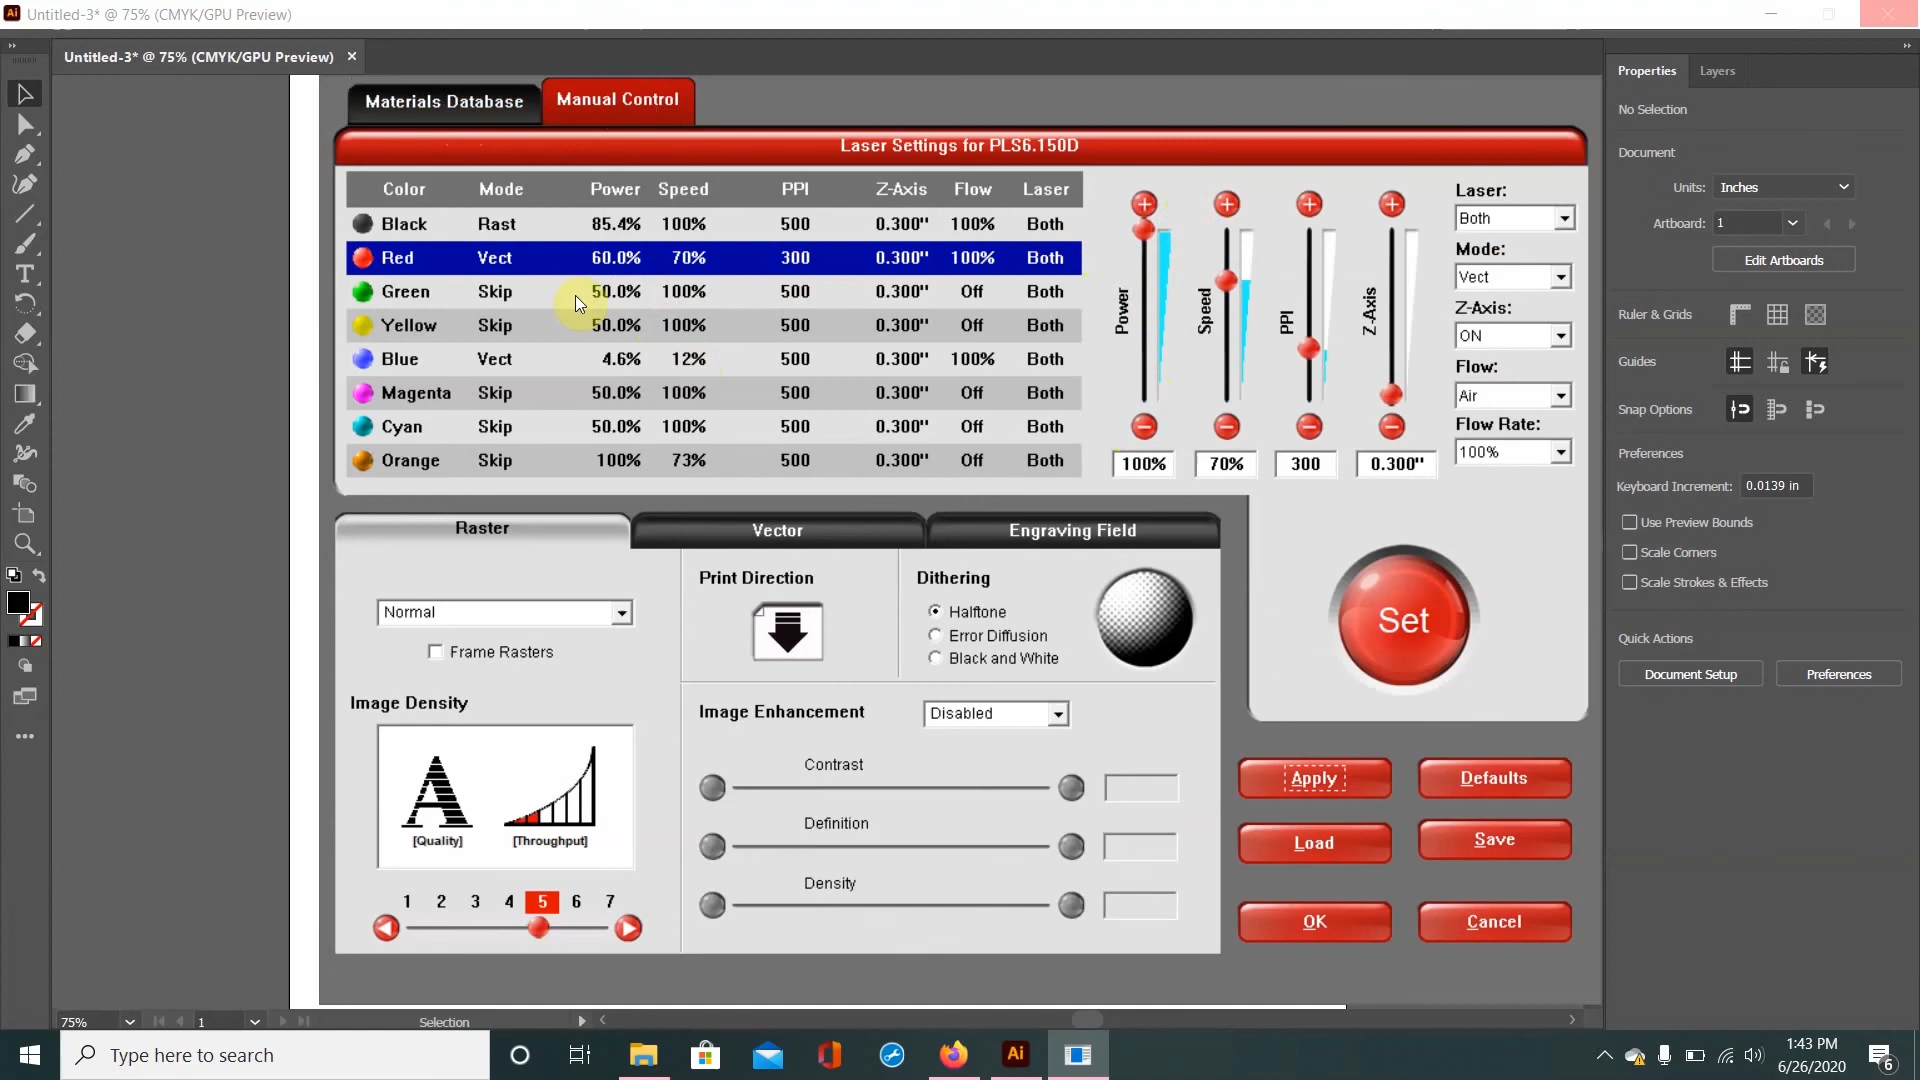 Untitled-3* @ 75% (CMYK/GPU Preview)
Untitled-3* @ 75% (CMYK/GPU Preview) ×
Materials Database Manual Control
Laser Settings for PLS6.150D
Color Mode Power Speed PPI Z-Axis Flow Laser
Black Rast 85.4% 100% 500 0.300'' 100% Both
Red Vect 60.0% 70% 300 0.300'' 100% Both
Green Skip 50.0% 100% 500 0.300'' Off Both
Yellow Skip 50.0% 100% 500 0.300'' Off Both
Blue Vect 4.6% 12% 500 0.300'' 100% Both
Magenta Skip 50.0% 100% 500 0.300'' Off Both
Cyan Skip 50.0% 100% 500 0.300'' Off Both
Orange Skip 100% 73% 500 0.300'' Off Both
Power Speed PPI Z-Axis
100% 70% 300 0.300''
Laser:
Both
Mode:
Vect
Z-Axis:
ON
Flow:
Air
Flow Rate:
100%
Raster Vector Engraving Field
Normal
Frame Rasters
Image Density
A
[Quality] [Throughput]
1 2 3 4 5 6 7
Print Direction
Dithering
Halftone
Error Diffusion
Black and White
Image Enhancement Disabled
Contrast
Definition
Density
Set
Apply Defaults
Load Save
OK Cancel
Properties Layers
No Selection
Document
Units: Inches
Artboard: 1
Edit Artboards
Ruler & Grids
Guides
Snap Options
Preferences
Keyboard Increment: 0.0139 in
Use Preview Bounds
Scale Corners
Scale Strokes & Effects
Quick Actions
Document Setup Preferences
75% 1 Selection
Type here to search
Ai
1:43 PM
6/26/2020
6